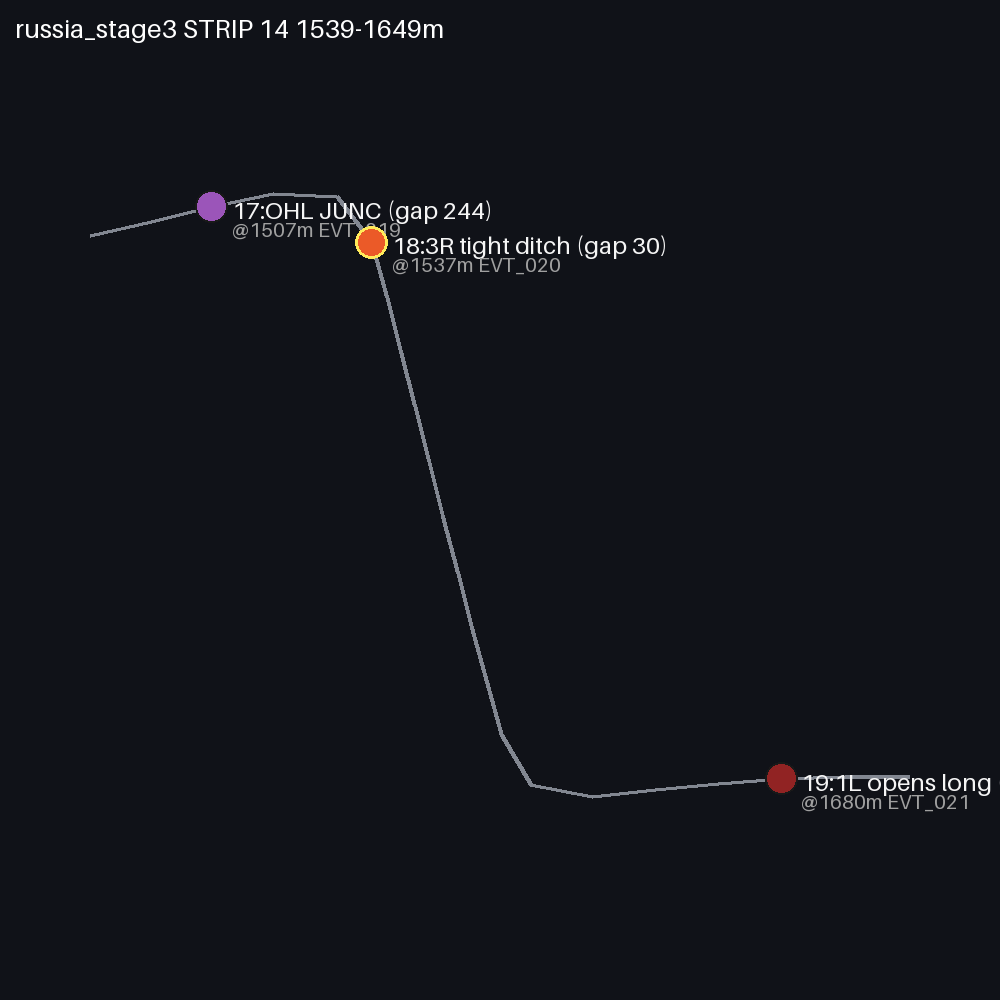 russia_stage3 STRIP 14 1539-1649m
17:OHL JUNC (gap 244)
@1507m EVT_019
18:3R tight ditch (gap 30)
@1537m EVT_020
19:1L opens long
@1680m EVT_021